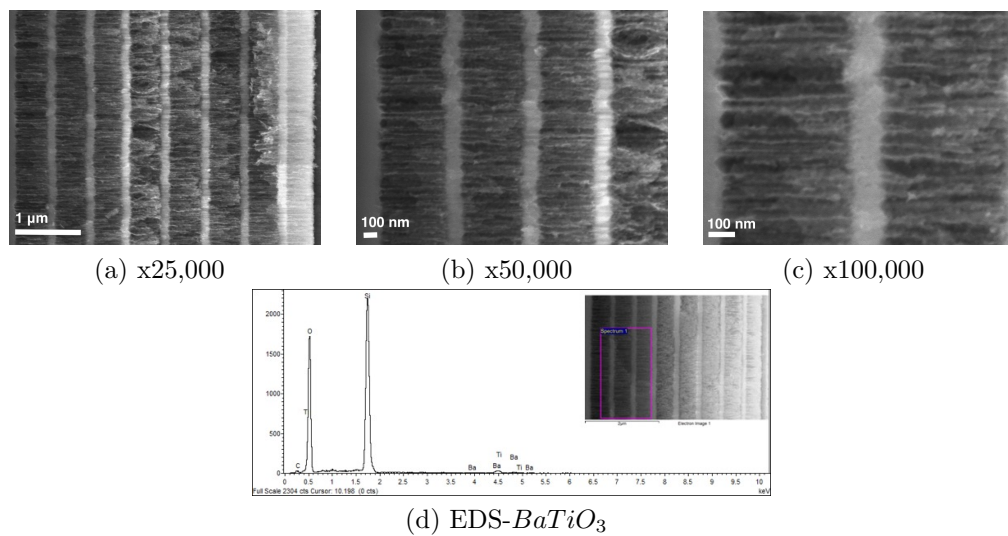 1 μm
100 nm
100 nm
(a) x25,000
(b) x50,000
(c) x100,000
2000
1500
1000
500
0
Si
O
Ti
C
Ba
Ti
Ba
Ba
Ti Ba
0 0.5 1 1.5 2 2.5 3 3.5 4 4.5 5 5.5 6 6.5 7 7.5 8 8.5 9 9.5 10
Full Scale 2304 cts Cursor: 10.198 (0 cts)
keV
Spectrum 1
2μm
Electron Image 1
(d) EDS-BaTiO3